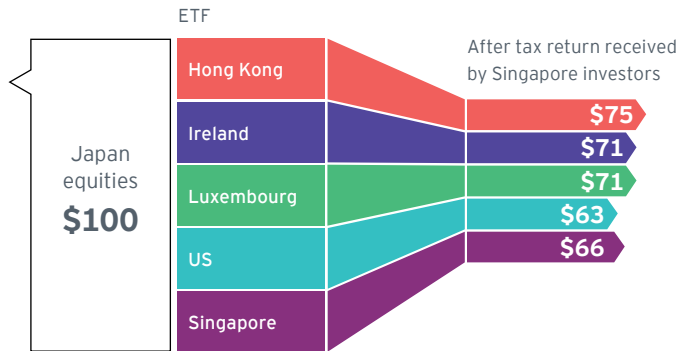 ETF
After tax return received
by Singapore investors
Japan
equities
$100
Hong Kong
Ireland
Luxembourg
US
Singapore
$75
$71
$71
$63
$66